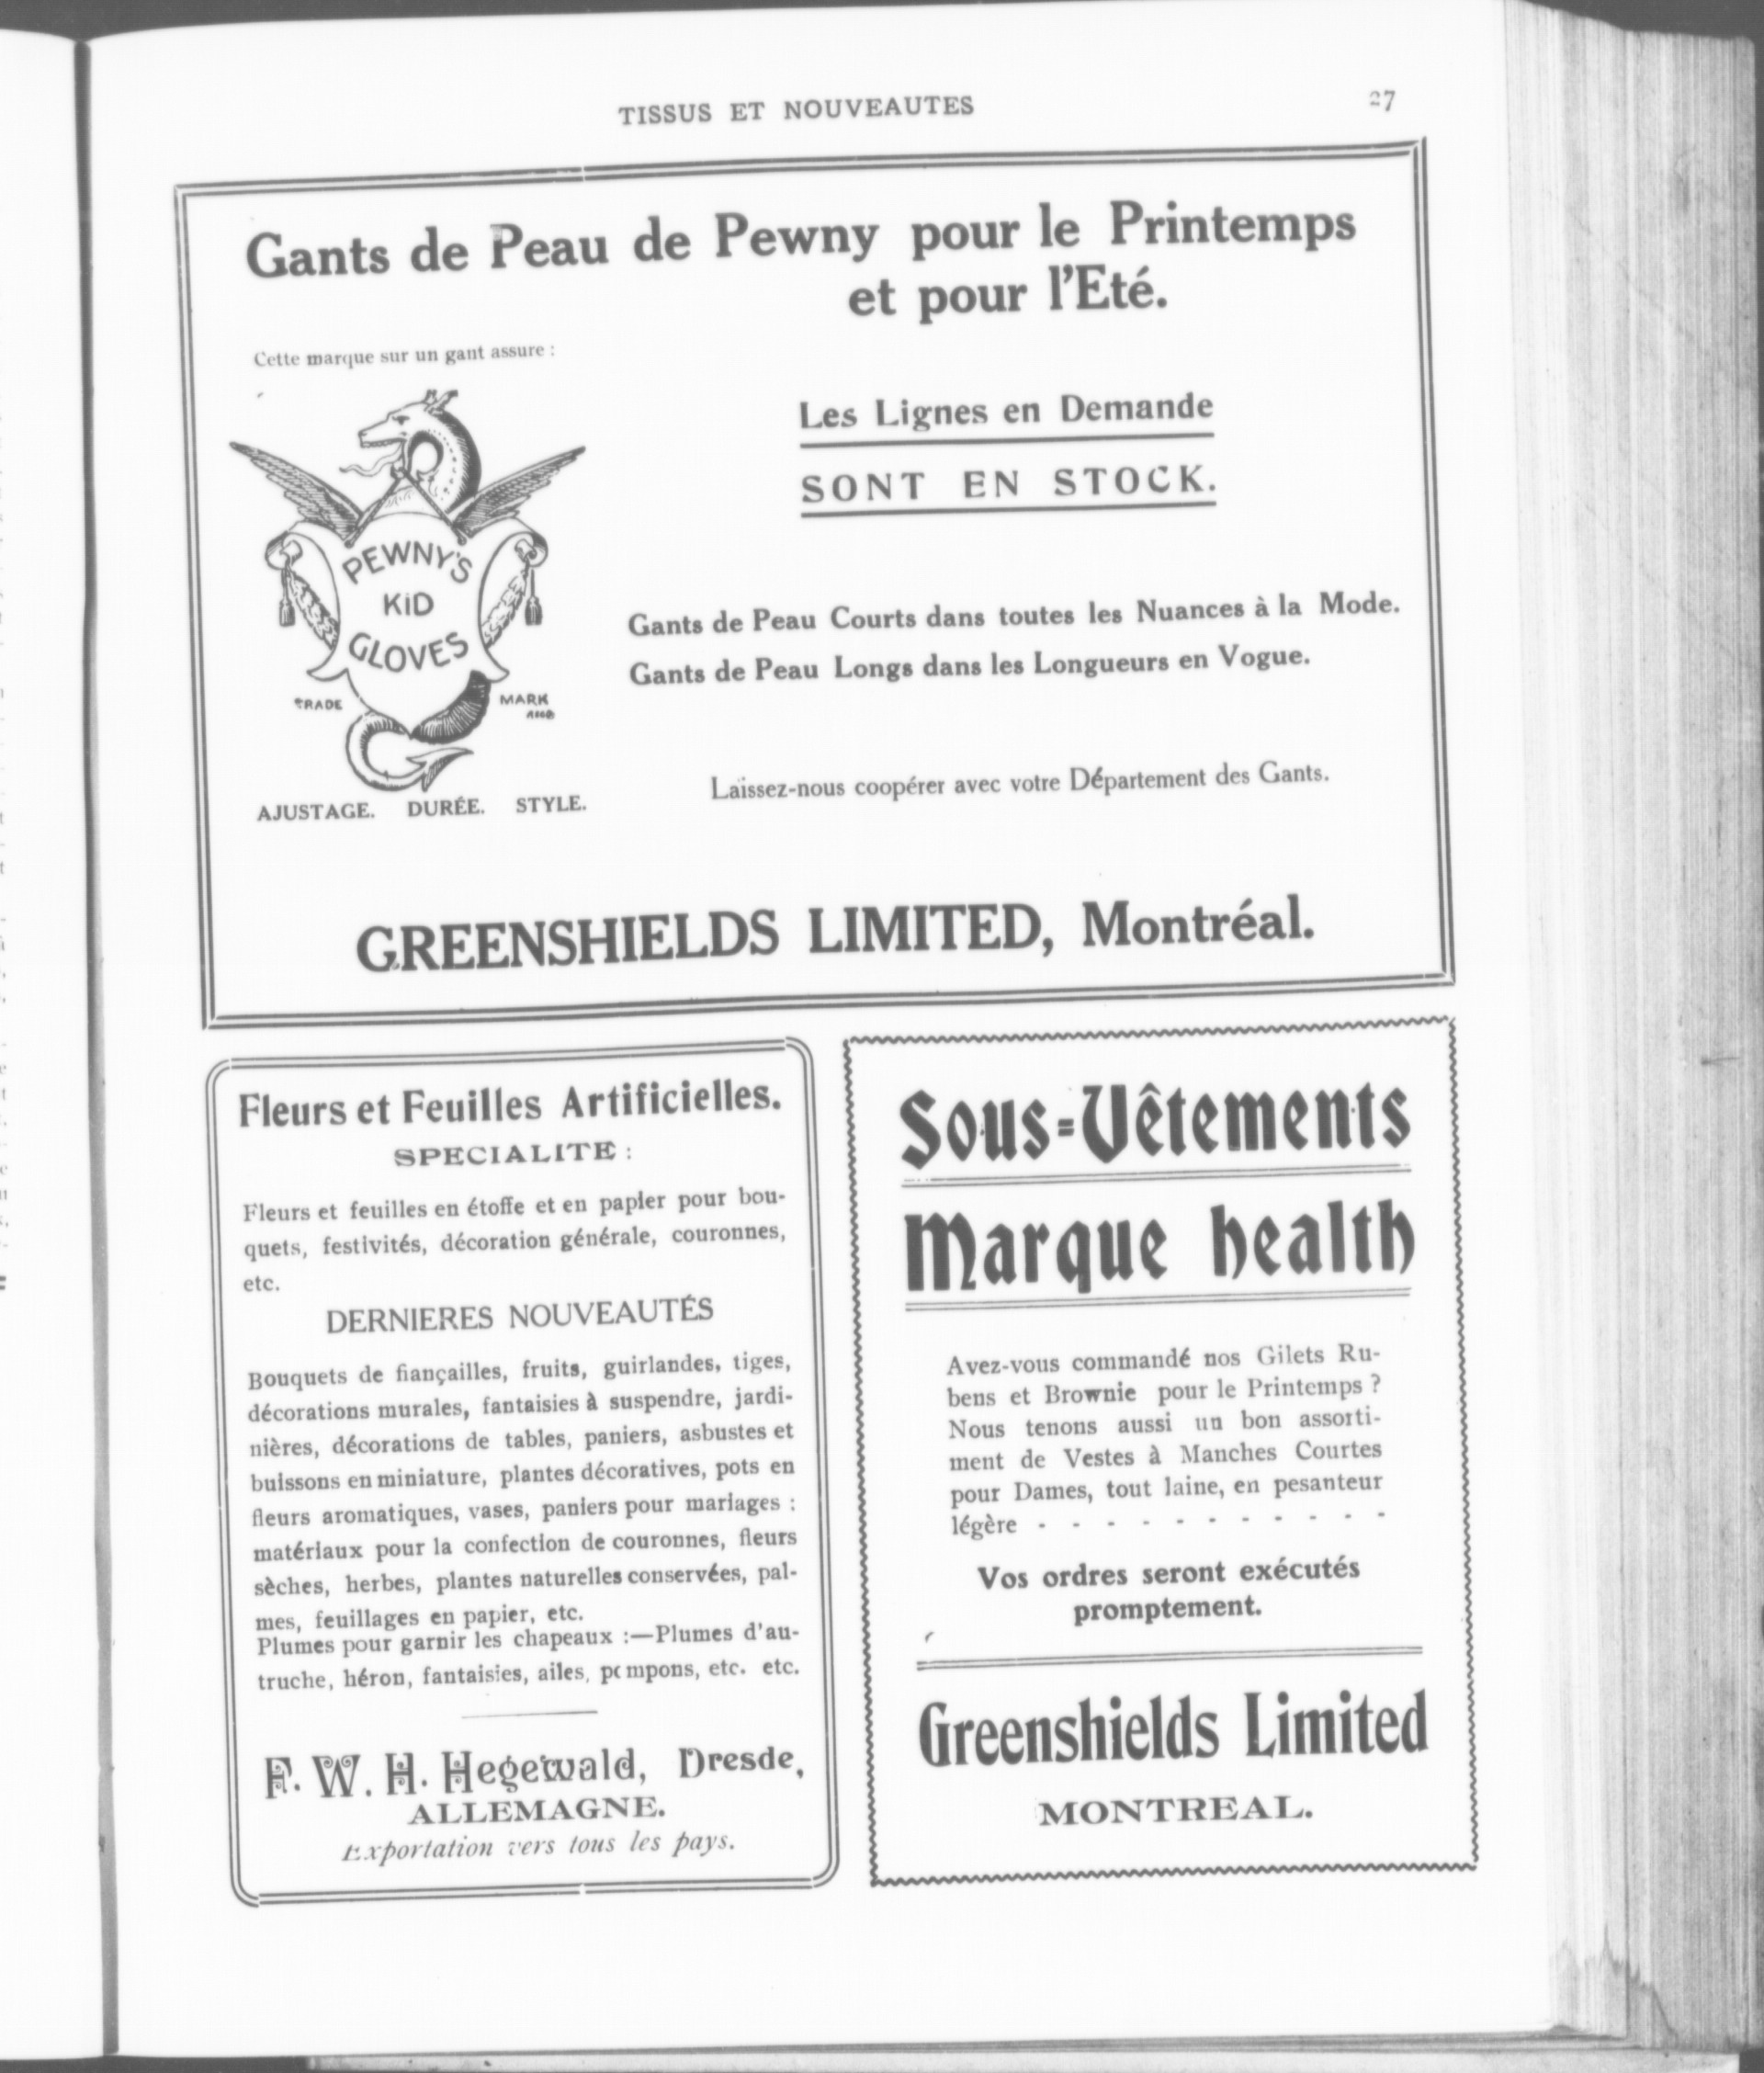 TISSUS ET NOUVEAUTES 27
Gants de Peau de Pewny pour le Printemps
et pour l'Eté.
Cette marque sur un gant assure :
PEWNY'S
KID
GLOVES
TRADE MARK
AJUSTAGE. DURÉE. STYLE.
Les Lignes en Demande
SONT EN STOCK.
Gants de Peau Courts dans toutes les Nuances à la Mode.
Gants de Peau Longs dans les Longueurs en Vogue.
Laissez-nous coopérer avec votre Département des Gants.
GREENSHIELDS LIMITED, Montréal.
Fleurs et Feuilles Artificielles.
SPECIALITE :
Fleurs et feuilles en étoffe et en papier pour bou-
quets, festivités, décoration générale, couronnes,
etc.
DERNIERES NOUVEAUTÉS
Bouquets de fiançailles, fruits, guirlandes, tiges,
décorations murales, fantaisies à suspendre, jardi-
nières, décorations de tables, paniers, asbustes et
buissons en miniature, plantes décoratives, pots en
fleurs aromatiques, vases, paniers pour mariages :
matériaux pour la confection de couronnes, fleurs
sèches, herbes, plantes naturelles conservées, pal-
mes, feuillages en papier, etc.
Plumes pour garnir les chapeaux :—Plumes d'au-
truche, héron, fantaisies, ailes, pompons, etc. etc.
F. W. H. Hegewald, Dresde,
ALLEMAGNE.
Exportation vers tous les pays.
Sous-Vêtements
Marque health
Avez-vous commandé nos Gilets Ru-
bens et Brownie pour le Printemps ?
Nous tenons aussi un bon assorti-
ment de Vestes à Manches Courtes
pour Dames, tout laine, en pesanteur
légère - - - - - - - - - - -
Vos ordres seront exécutés
promptement.
Greenshields Limited
MONTREAL.